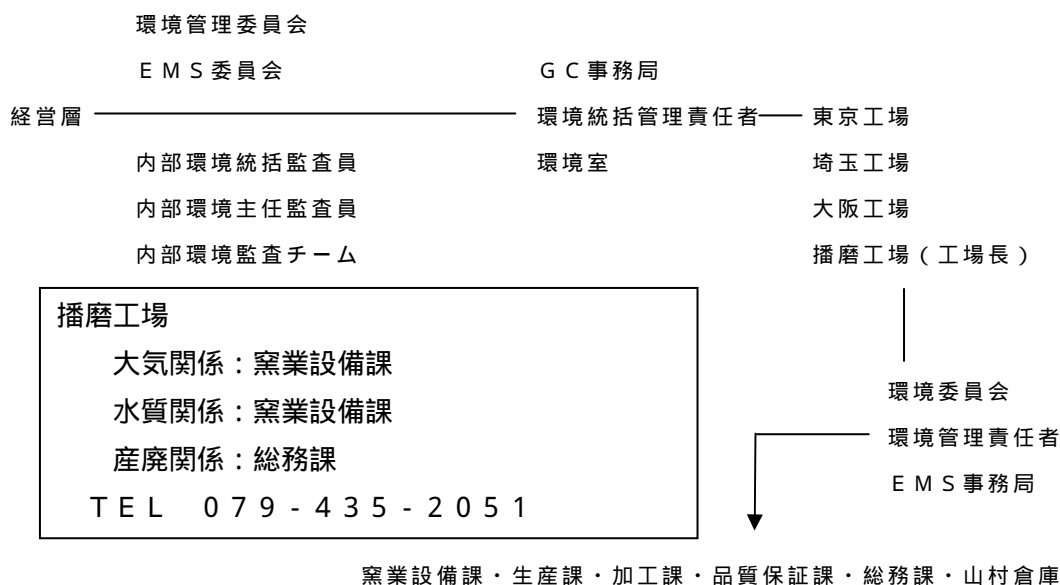 環境管理委員会
ＥＭＳ委員会 ＧＣ事務局
経営層 環境統括管理責任者 東京工場
内部環境統括監査員 環境室 埼玉工場
内部環境主任監査員 大阪工場
内部環境監査チーム 播磨工場（工場長）
播磨工場
大気関係：窯業設備課
水質関係：窯業設備課
産廃関係：総務課
ＴＥＬ ０７９-４３５-２０５１
環境委員会
環境管理責任者
ＥＭＳ事務局
窯業設備課・生産課・加工課・品質保証課・総務課・山村倉庫